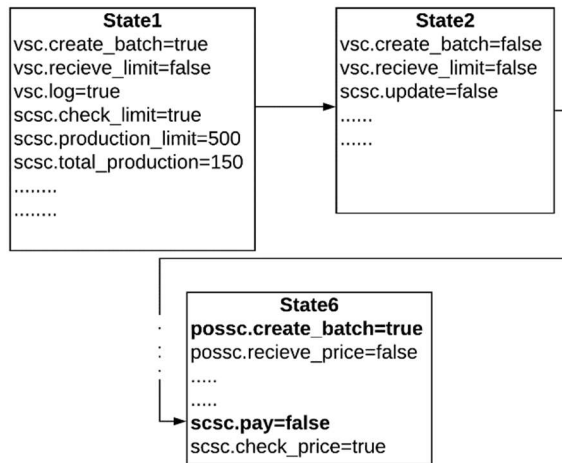 State1
vsc.create_batch=true
vsc.recieve_limit=false
vsc.log=true
scsc.check_limit=true
scsc.production_limit=500
scsc.total_production=150
........
........
State2
vsc.create_batch=false
vsc.recieve_limit=false
scsc.update=false
......
......
State6
possc.create_batch=true
possc.recieve_price=false
.....
.....
scsc.pay=false
scsc.check_price=true